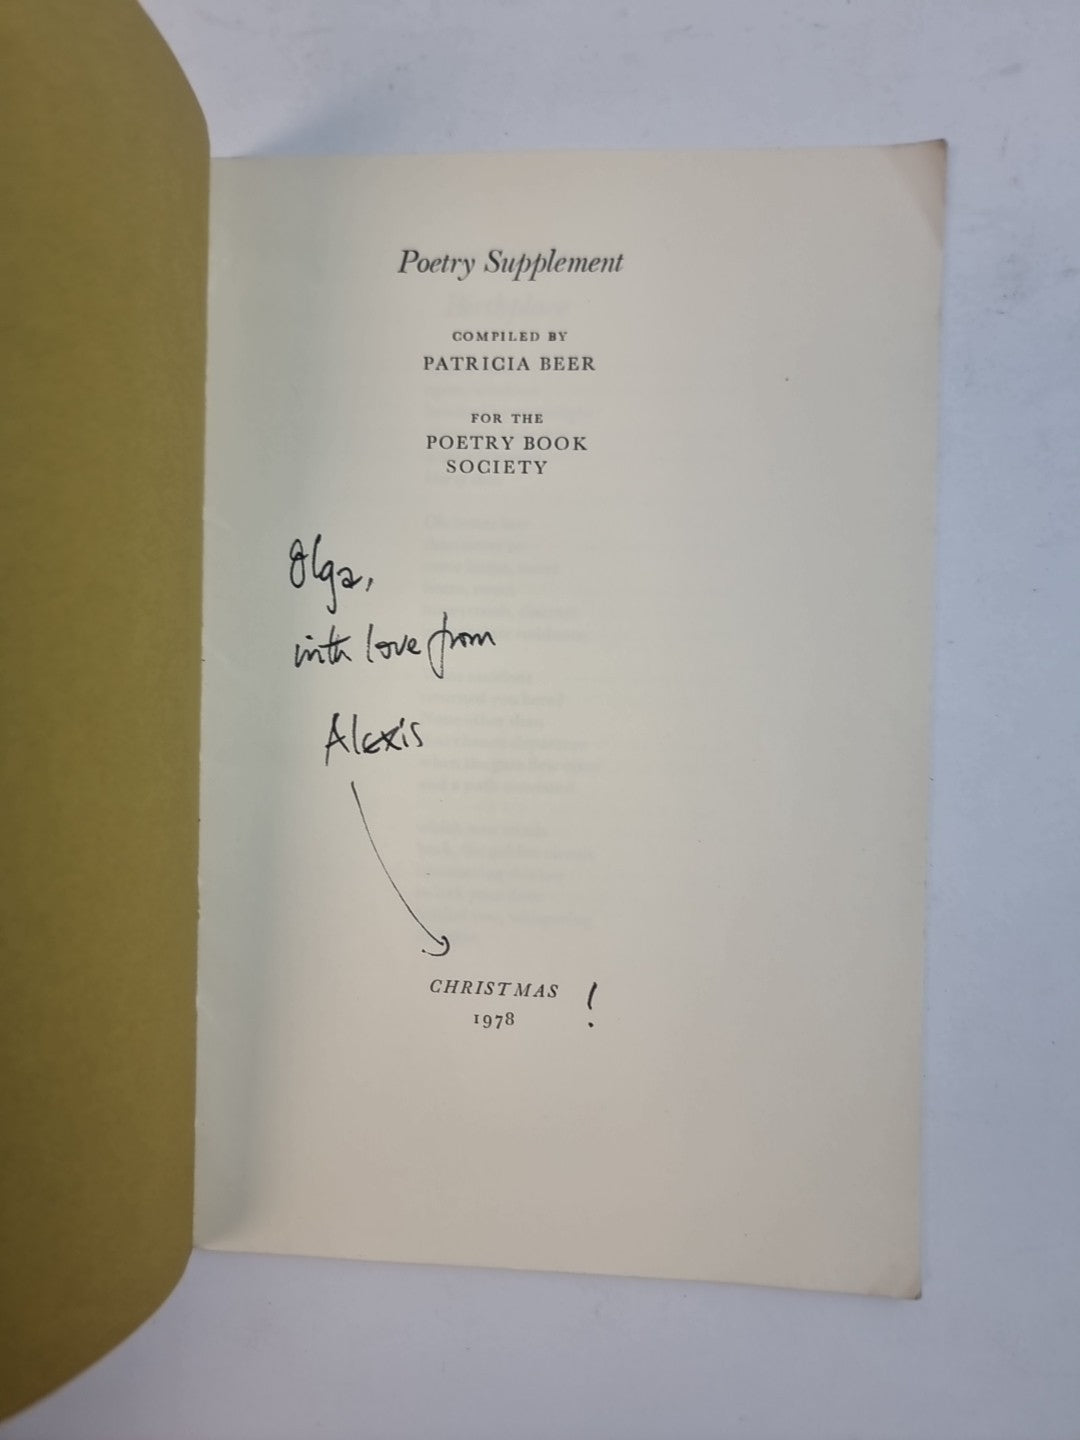 Poetry Supplement
COMPILED BY
PATRICIA BEER
FOR THE
POETRY BOOK
SOCIETY
Olga,
with love from
Alexis
CHRISTMAS !
1978